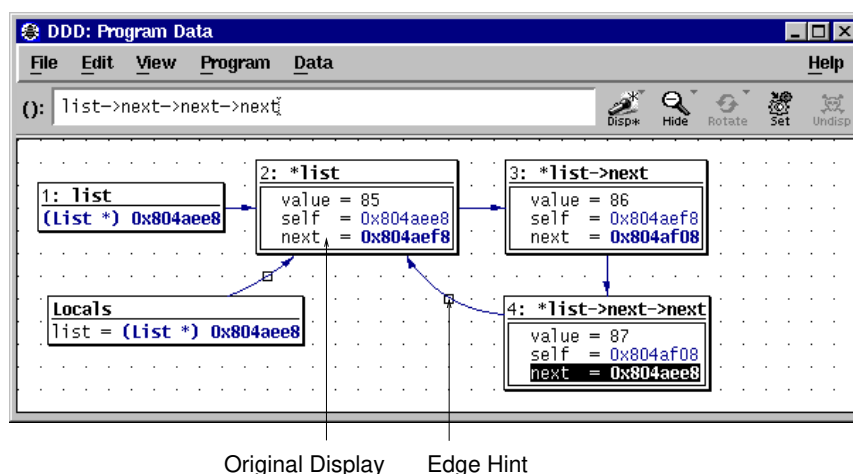 DDD: Program Data
File Edit View Program Data Help
(): list->next->next->next
Disp* Hide Rotate Set Undisp
1: list
(List *) 0x804aee8
2: *list
value = 85
self = 0x804aee8
next = 0x804aef8
3: *list->next
value = 86
self = 0x804aef8
next = 0x804af08
Locals
list = (List *) 0x804aee8
4: *list->next->next
value = 87
self = 0x804af08
next = 0x804aee8
Original Display Edge Hint